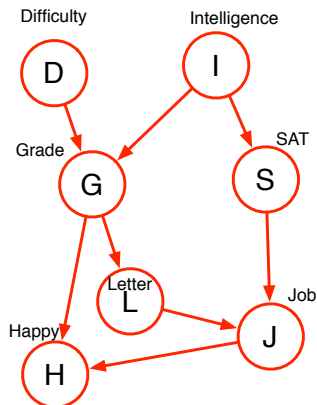 Difficulty
Intelligence
D
I
Grade
SAT
G
S
Letter
L
Job
Happy
J
H